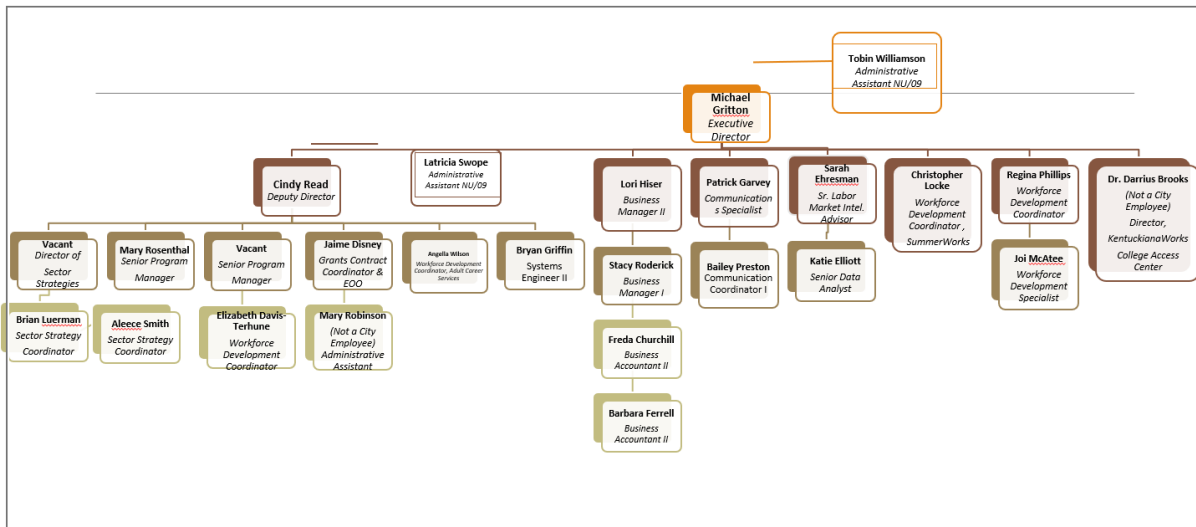 Tobin Williamson
Administrative
Assistant NU/09
Michael
Gritton
Executive
Director
Cindy Read
Deputy Director
Latricia Swope
Administrative
Assistant NU/09
Lori Hiser
Business
Manager II
Patrick Garvey
Communication
s Specialist
Sarah
Ehresman
Sr. Labor
Market Intel.
Advisor
Christopher
Locke
Workforce
Development
Coordinator ,
SummerWorks
Regina Phillips
Workforce
Development
Coordinator
Dr. Darrius Brooks
(Not a City
Employee)
Director,
KentuckianaWorks
College Access
Center
Vacant
Director of
Sector
Strategies
Mary Rosenthal
Senior Program
Manager
Vacant
Senior Program
Manager
Jaime Disney
Grants Contract
Coordinator &
EOO
Angella Wilson
Workforce Development
Coordinator, Adult Career
Services
Bryan Griffin
Systems
Engineer II
Stacy Roderick
Business
Manager I
Bailey Preston
Communication
Coordinator I
Katie Elliott
Senior Data
Analyst
Joi McAtee
Workforce
Development
Specialist
Brian Luerman
Sector Strategy
Coordinator
Aleece Smith
Sector Strategy
Coordinator
Elizabeth Davis-
Terhune
Workforce
Development
Coordinator
Mary Robinson
(Not a City
Employee)
Administrative
Assistant
Freda Churchill
Business
Accountant II
Barbara Ferrell
Business
Accountant II